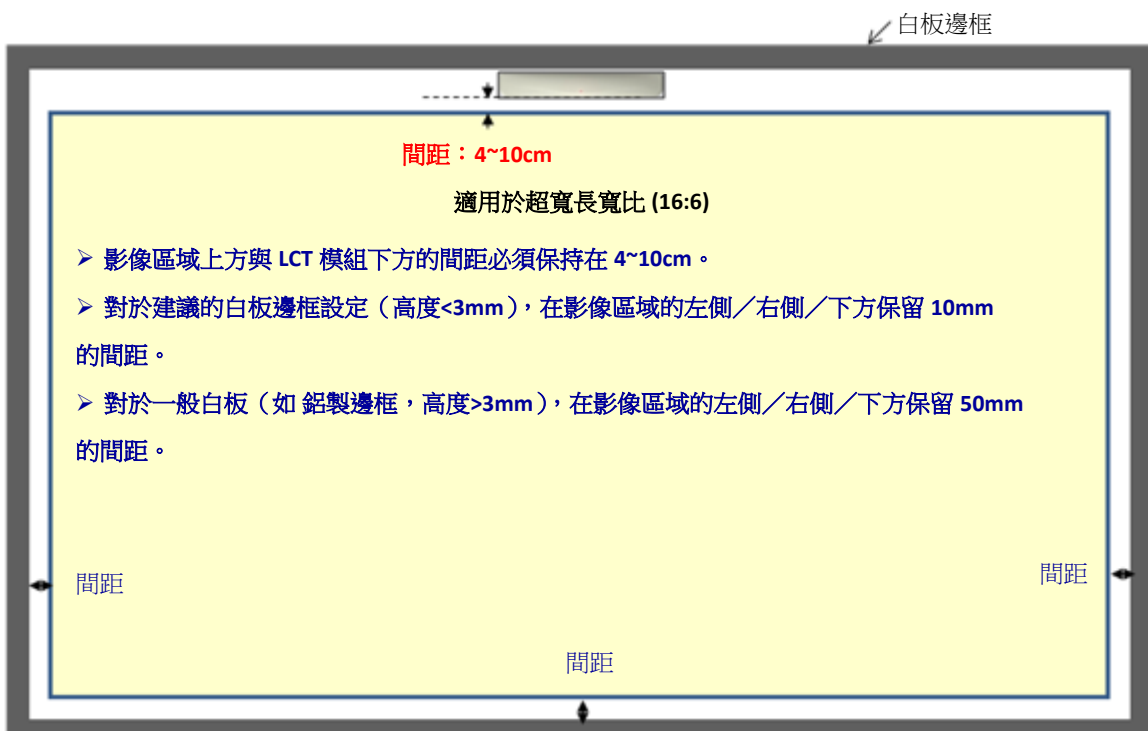 白板邊框
間距：4~10cm
適用於超寬長寬比 (16:6)
➢ 影像區域上方與 LCT 模組下方的間距必須保持在 4~10cm。
➢ 對於建議的白板邊框設定（高度<3mm），在影像區域的左側／右側／下方保留 10mm
的間距。
➢ 對於一般白板（如 鋁製邊框，高度>3mm），在影像區域的左側／右側／下方保留 50mm
的間距。
間距
間距
間距